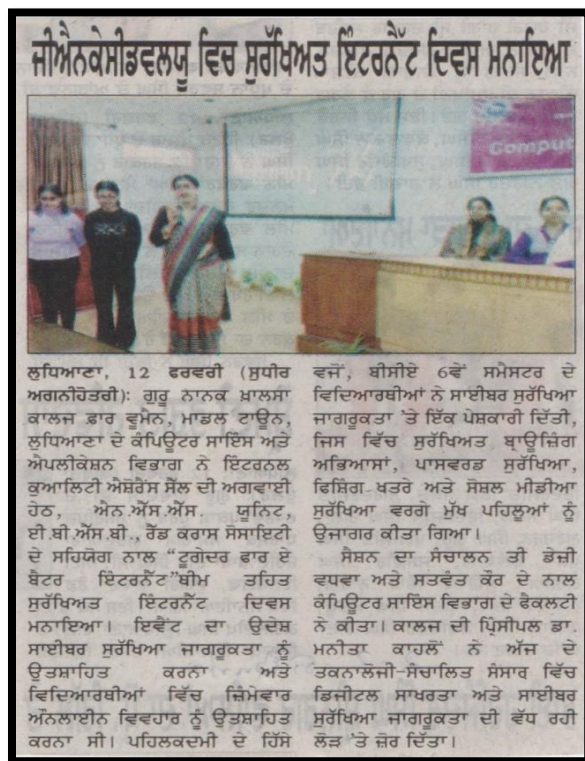 ਜੀਐਨਕੇਸੀਡਵਲਯੂ ਵਿਚ ਸੁਰੱਖਿਅਤ ਇੰਟਰਨੈੱਟ ਦਿਵਸ ਮਨਾਇਆ
Comput
ਲੁਧਿਆਣਾ, 12 ਫਰਵਰੀ (ਸੁਧੀਰ
ਅਗਨੀਹੋਤਰੀ): ਗੁਰੂ ਨਾਨਕ ਖ਼ਾਲਸਾ
ਕਾਲਜ ਫ਼ਾਰ ਵੂਮੈਨ, ਮਾਡਲ ਟਾਊਨ,
ਲੁਧਿਆਣਾ ਦੇ ਕੰਪਿਊਟਰ ਸਾਇੰਸ ਅਤੇ
ਐਪਲੀਕੇਸ਼ਨ ਵਿਭਾਗ ਨੇ ਇੰਟਰਨਲ
ਕੁਆਲਿਟੀ ਐਸ਼ੋਰੈਂਸ ਸੈੱਲ ਦੀ ਅਗਵਾਈ
ਹੇਠ, ਐਨ.ਐੱਸ.ਐੱਸ. ਯੂਨਿਟ,
ਈ.ਬੀ.ਐੱਸ.ਬੀ., ਰੈੱਡ ਕਰਾਸ ਸੋਸਾਇਟੀ
ਦੇ ਸਹਿਯੋਗ ਨਾਲ “ਟੂਗੇਦਰ ਫਾਰ ਏ
ਬੈਟਰ ਇੰਟਰਨੈੱਟ”ਥੀਮ ਤਹਿਤ
ਸੁਰੱਖਿਅਤ ਇੰਟਰਨੈੱਟ ਦਿਵਸ
ਮਨਾਇਆ। ਇਵੈਂਟ ਦਾ ਉਦੇਸ਼
ਸਾਈਬਰ ਸੁਰੱਖਿਆ ਜਾਗਰੂਕਤਾ ਨੂੰ
ਉਤਸ਼ਾਹਿਤ ਕਰਨਾ ਅਤੇ
ਵਿਦਿਆਰਥੀਆਂ ਵਿੱਚ ਜ਼ਿੰਮੇਵਾਰ
ਔਨਲਾਈਨ ਵਿਵਹਾਰ ਨੂੰ ਉਤਸ਼ਾਹਿਤ
ਕਰਨਾ ਸੀ। ਪਹਿਲਕਦਮੀ ਦੇ ਹਿੱਸੇ
ਵਜੋਂ, ਬੀਸੀਏ 6ਵੇਂ ਸਮੈਸਟਰ ਦੇ
ਵਿਦਿਆਰਥੀਆਂ ਨੇ ਸਾਈਬਰ ਸੁਰੱਖਿਆ
ਜਾਗਰੂਕਤਾ 'ਤੇ ਇੱਕ ਪੇਸ਼ਕਾਰੀ ਦਿੱਤੀ,
ਜਿਸ ਵਿੱਚ ਸੁਰੱਖਿਅਤ ਬ੍ਰਾਊਜ਼ਿੰਗ
ਅਭਿਆਸਾਂ, ਪਾਸਵਰਡ ਸੁਰੱਖਿਆ,
ਫਿਸ਼ਿੰਗ ਖ਼ਤਰੇ ਅਤੇ ਸੋਸ਼ਲ ਮੀਡੀਆ
ਸੁਰੱਖਿਆ ਵਰਗੇ ਮੁੱਖ ਪਹਿਲੂਆਂ ਨੂੰ
ਉਜਾਗਰ ਕੀਤਾ ਗਿਆ।
ਸੈਸ਼ਨ ਦਾ ਸੰਚਾਲਨ ਤੀ ਡੇਜ਼ੀ
ਵਧਵਾ ਅਤੇ ਸਤਵੰਤ ਕੌਰ ਦੇ ਨਾਲ
ਕੰਪਿਊਟਰ ਸਾਇੰਸ ਵਿਭਾਗ ਦੇ ਫੈਕਲਟੀ
ਨੇ ਕੀਤਾ। ਕਾਲਜ ਦੀ ਪ੍ਰਿੰਸੀਪਲ ਡਾ.
ਮਨੀਤਾ ਕਾਹਲੋਂ ਨੇ ਅੱਜ ਦੇ
ਤਕਨਾਲੋਜੀ-ਸੰਚਾਲਿਤ ਸੰਸਾਰ ਵਿੱਚ
ਡਿਜੀਟਲ ਸਾਖਰਤਾ ਅਤੇ ਸਾਈਬਰ
ਸੁਰੱਖਿਆ ਜਾਗਰੂਕਤਾ ਦੀ ਵੱਧ ਰਹੀ
ਲੋੜ 'ਤੇ ਜ਼ੋਰ ਦਿੱਤਾ।